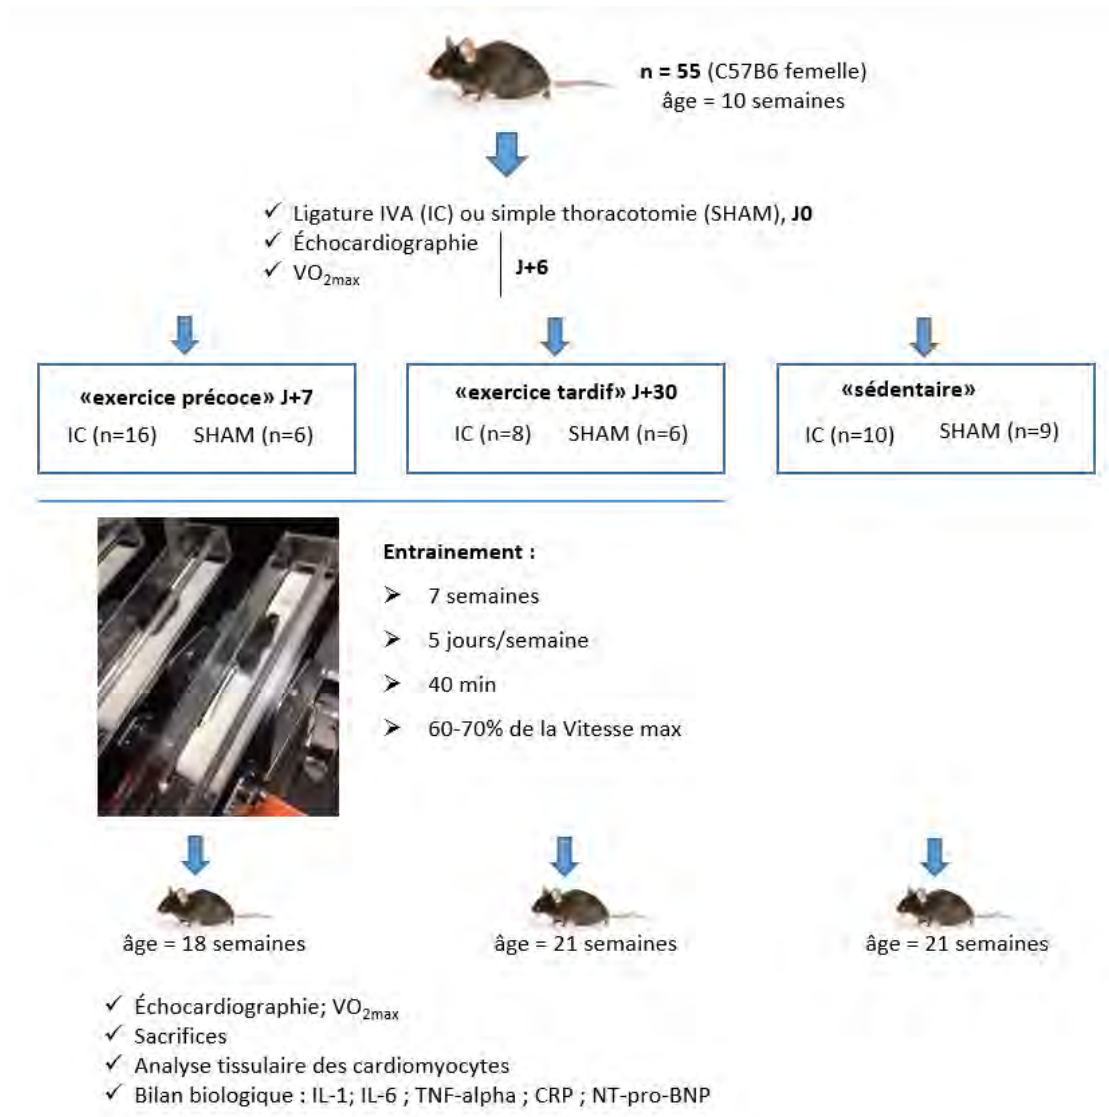 n = 55 (C57B6 femelle)
âge = 10 semaines
✓ Ligature IVA (IC) ou simple thoracotomie (SHAM), J0
✓ Échocardiographie
✓ VO2max
J+6
«exercice précoce» J+7
IC (n=16) SHAM (n=6)
«exercice tardif» J+30
IC (n=8) SHAM (n=6)
«sédentaire»
IC (n=10) SHAM (n=9)
Entrainement :
➢ 7 semaines
➢ 5 jours/semaine
➢ 40 min
➢ 60-70% de la Vitesse max
âge = 18 semaines
âge = 21 semaines
âge = 21 semaines
✓ Échocardiographie; VO2max
✓ Sacrifices
✓ Analyse tissulaire des cardiomyocytes
✓ Bilan biologique : IL-1; IL-6 ; TNF-alpha ; CRP ; NT-pro-BNP